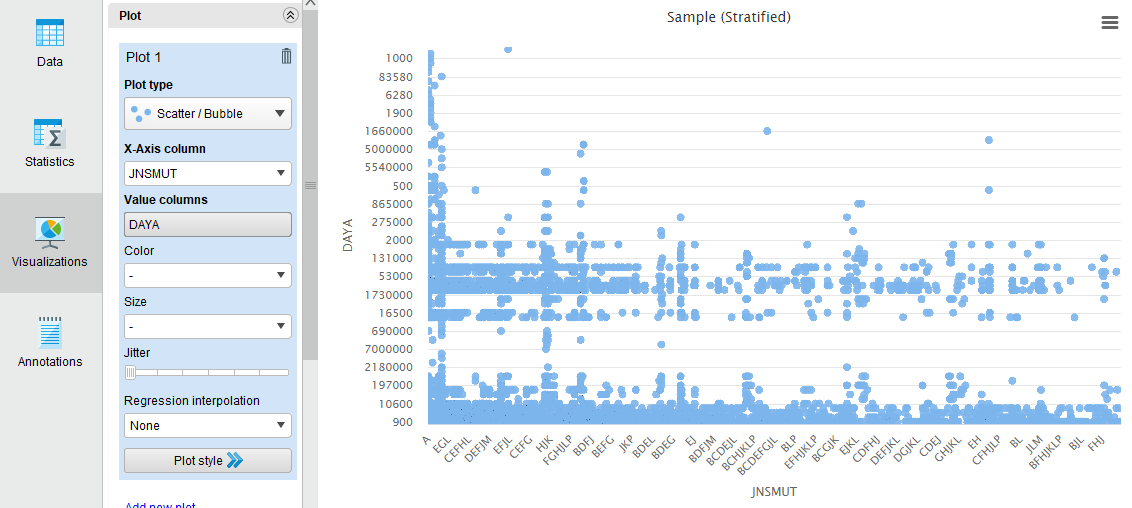 Data
Statistics
Visualizations
Annotations
Plot
Plot 1
Plot type
Scatter / Bubble
X-Axis column
JNSMUT
Value columns
DAYA
Color
-
Size
-
Jitter
Regression interpolation
None
Plot style
Add new plot
Sample (Stratified)
DAYA
1000
83580
6280
1900
1660000
5000000
5540000
500
865000
275000
2000
131000
53000
1730000
16500
690000
7000000
2180000
197000
10600
900
A
EGL
CEFHL
DEFJM
EFJL
CEFG
HJK
FGHJLP
BDFJ
BEFG
JKP
BDEL
BDEG
EJ
BDFJM
BCDEJL
BCHJKLP
BCDEFGJL
BLP
EFHJKLP
BCGJK
EJKL
CDFHJ
DEFJKL
DGJKL
CDEJ
GHJKL
EH
CFHJLP
BL
JLM
BFHJKLP
BJL
FHJ
JNSMUT